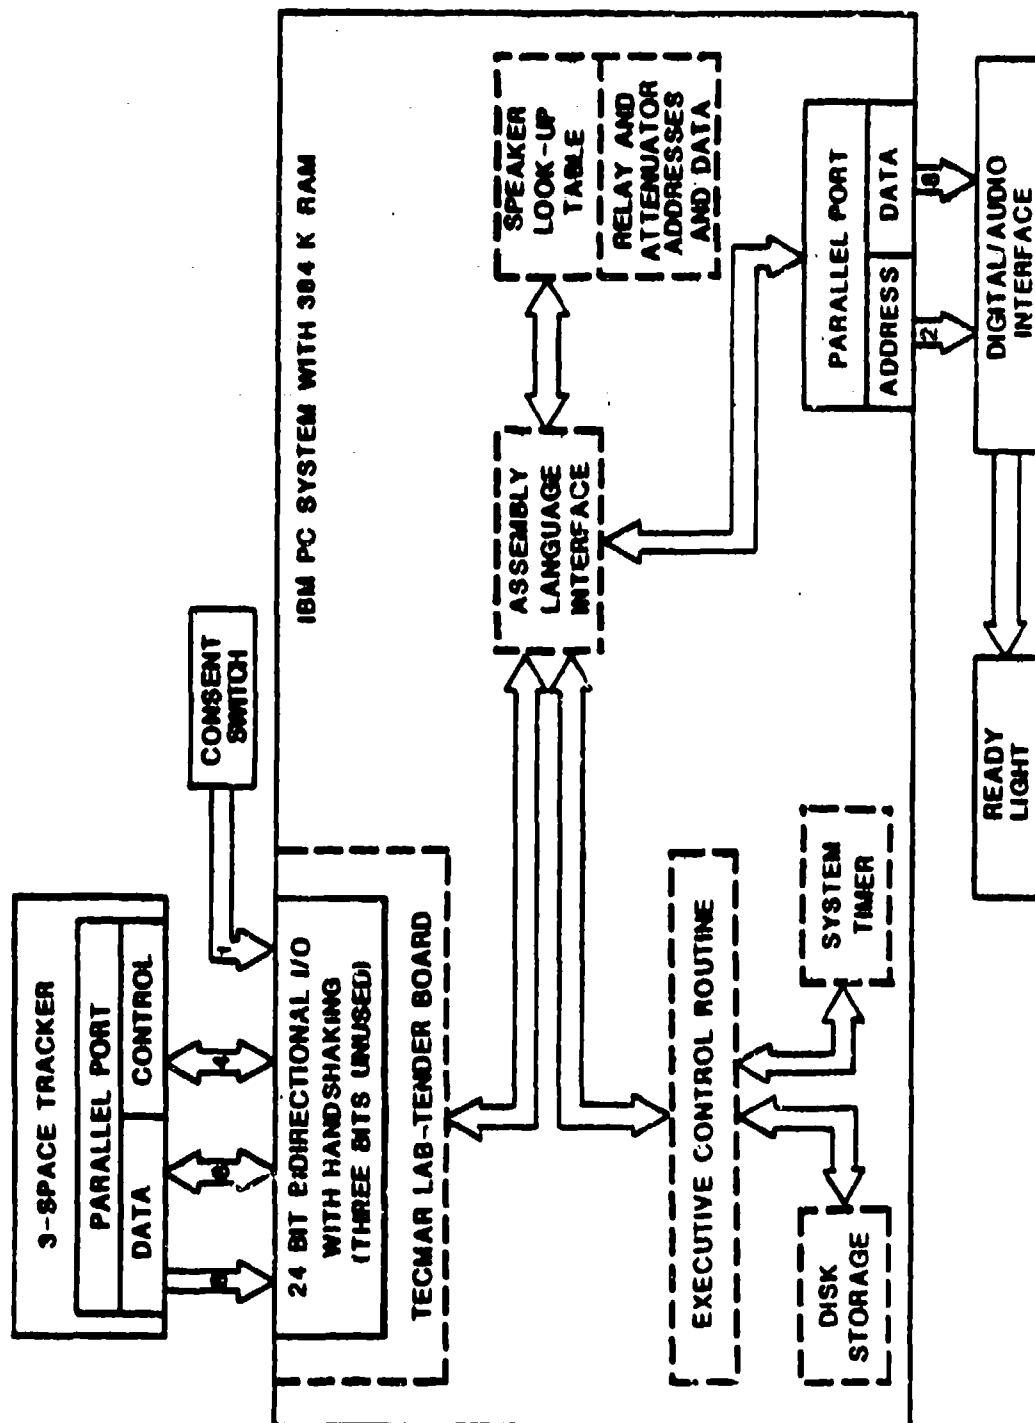 3-SPACE TRACKER
PARALLEL PORT
DATA
CONTROL
8
8
4
1
CONSENT
SWITCH
24 BIT BIDIRECTIONAL I/O
WITH HANDSHAKING
(THREE BITS UNUSED)
TECMAR LAB-TENDER BOARD
IBM PC SYSTEM WITH 384 K RAM
ASSEMBLY
LANGUAGE
INTERFACE
SPEAKER
LOOK-UP
TABLE
RELAY AND
ATTENUATOR
ADDRESSES
AND DATA
EXECUTIVE CONTROL ROUTINE
DISK
STORAGE
SYSTEM
TIMER
PARALLEL PORT
ADDRESS
DATA
2
8
READY
LIGHT
DIGITAL/AUDIO
INTERFACE